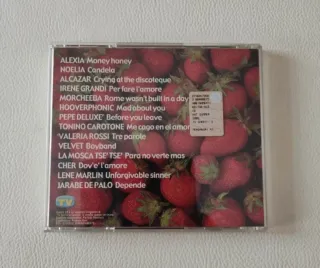 ALEXIA Money honey
NOELIA Candela
ALCAZAR Crying at the discoteque
IRENE GRANDI Per fare l'amore
MORCHEEBA Rome wasn't built in a day
HOOVERPHONIC Mad about you
PEPE DELUXE' Before you leave
TONINO CAROTONE Me cago en el amor
VALERIA ROSSI Tre parole
VELVET Boyband
LA MOSCA TSE' TSE' Para no verte mas
CHER Dov'e' l'amore
LENE MARLIN Unforgivable sinner
JARABE DE PALO Depende
TV